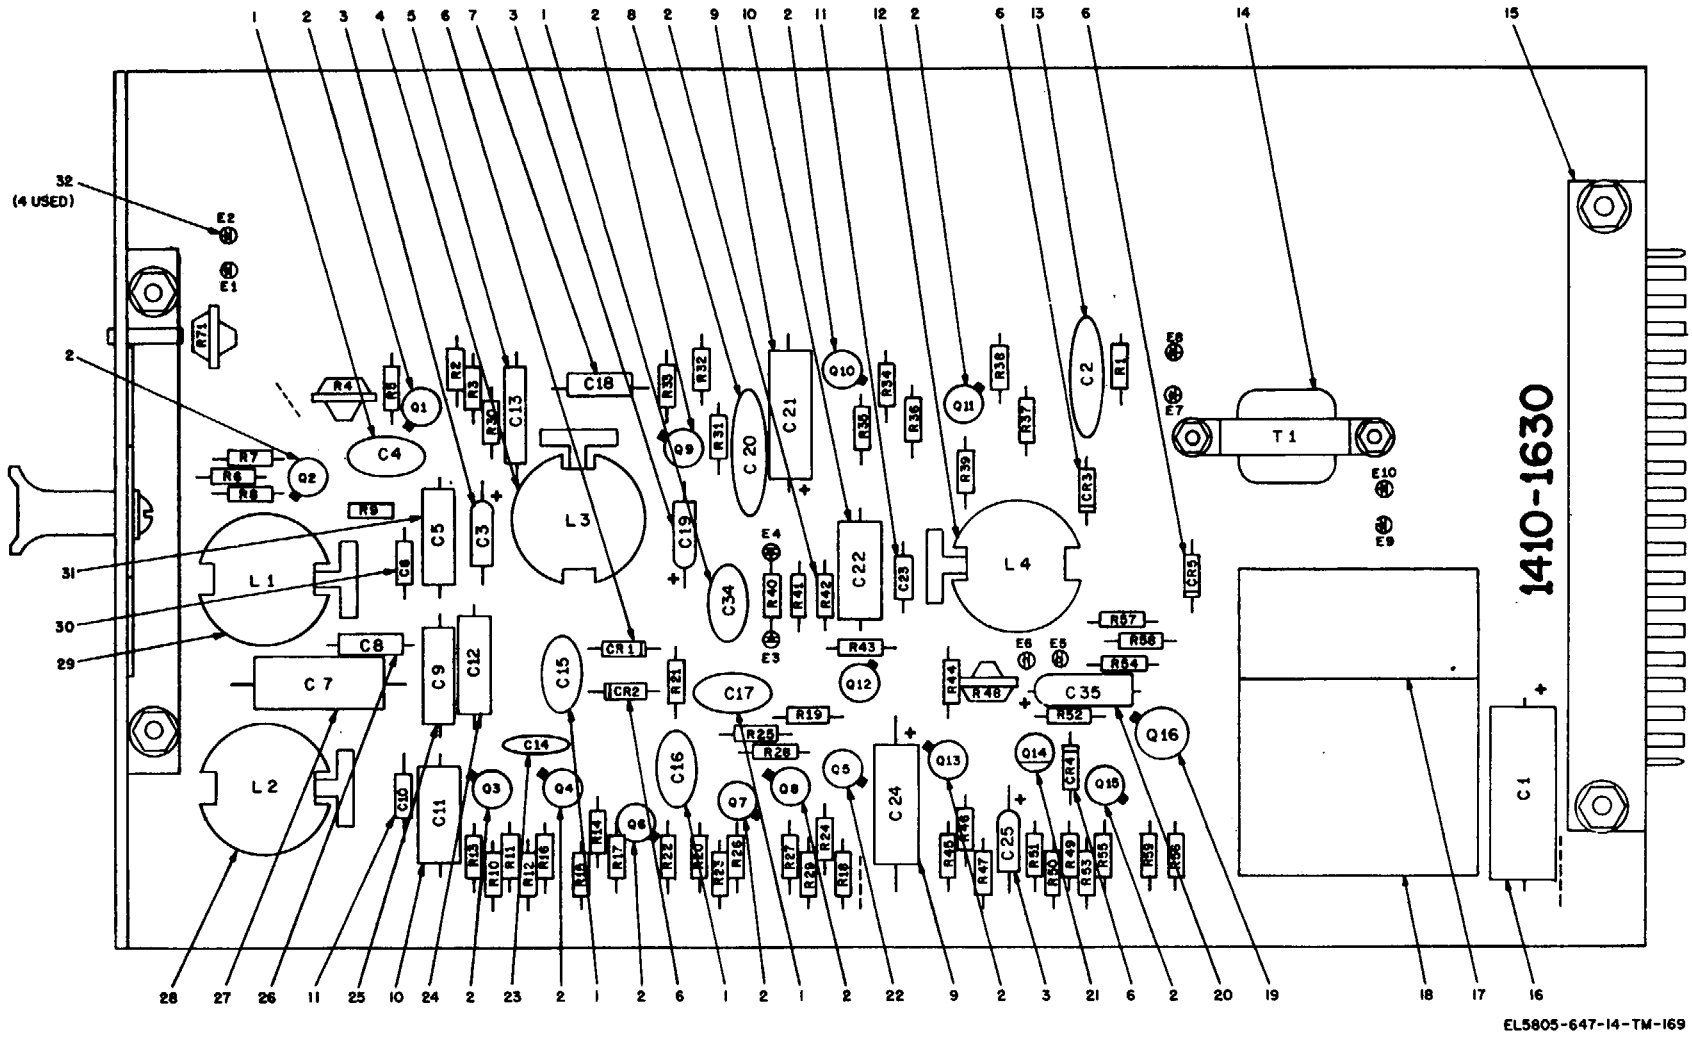 1 2 3 4 5 6 7 3 1 2 8 2 9 10 2 11 12 2 6 13 6 14 15
32
(4 USED)
E2
E1
R71
2
R4
R5
Q1
R2
R3
R30
C13
C18
R33
R32
Q9
R31
C20
C21
Q10
R34
R35
R36
Q11
R38
R37
R39
C2
R1
E8
E7
T1
E10
E9
1410-1630
R7
R6
R8
Q2
C4
R9
L1
C6
C5
C3
+
L3
C19
+
C34
E4
R40
R41
R42
E3
+
C22
C23
L4
CR3
CR5
31
30
29
C8
C7
C9
C12
C15
CR1
CR2
R21
C17
R43
Q12
R19
R25
R28
R44
R48
E6
E5
R57
R58
R54
C35
+
R52
Q16
L2
C10
C11
C14
Q3
Q4
C16
Q6
Q7
Q8
Q5
C24
+
Q13
Q14
CR4
Q15
C1
+
R13
R10
R11
R12
R16
R15
R14
R17
R22
R20
R23
R26
R27
R29
R24
R18
R45
R46
R47
C25
+
R51
R50
R49
R53
R55
R59
R56
28 27 26 11 25 10 24 2 23 2 1 2 6 1 2 1 2 22 9 2 3 21 6 2 20 19 18 17 16
EL5805-647-14-TM-169